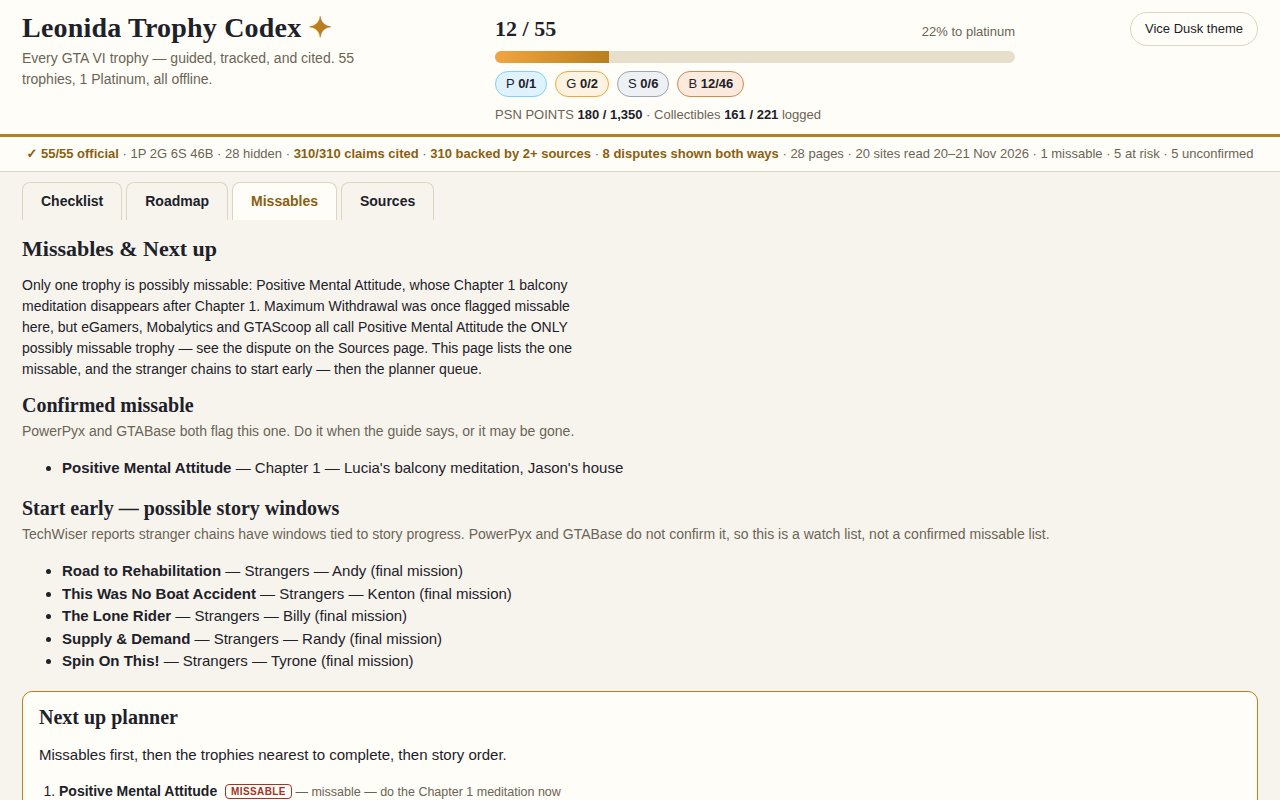 Leonida Trophy Codex ✦
Every GTA VI trophy — guided, tracked, and cited. 55
trophies, 1 Platinum, all offline.
12 / 55
22% to platinum
P 0/1
G 0/2
S 0/6
B 12/46
PSN POINTS 180 / 1,350 · Collectibles 161 / 221 logged
Vice Dusk theme
✓ 55/55 official · 1P 2G 6S 46B · 28 hidden · 310/310 claims cited · 310 backed by 2+ sources · 8 disputes shown both ways · 28 pages · 20 sites read 20–21 Nov 2026 · 1 missable · 5 at risk · 5 unconfirmed
Checklist
Roadmap
Missables
Sources
Missables & Next up
Only one trophy is possibly missable: Positive Mental Attitude, whose Chapter 1 balcony
meditation disappears after Chapter 1. Maximum Withdrawal was once flagged missable
here, but eGamers, Mobalytics and GTAScoop all call Positive Mental Attitude the ONLY
possibly missable trophy — see the dispute on the Sources page. This page lists the one
missable, and the stranger chains to start early — then the planner queue.
Confirmed missable
PowerPyx and GTABase both flag this one. Do it when the guide says, or it may be gone.
• Positive Mental Attitude — Chapter 1 — Lucia's balcony meditation, Jason's house
Start early — possible story windows
TechWiser reports stranger chains have windows tied to story progress. PowerPyx and GTABase do not confirm it, so this is a watch list, not a confirmed missable list.
• Road to Rehabilitation — Strangers — Andy (final mission)
• This Was No Boat Accident — Strangers — Kenton (final mission)
• The Lone Rider — Strangers — Billy (final mission)
• Supply & Demand — Strangers — Randy (final mission)
• Spin On This! — Strangers — Tyrone (final mission)
Next up planner
Missables first, then the trophies nearest to complete, then story order.
1. Positive Mental Attitude MISSABLE — missable — do the Chapter 1 meditation now